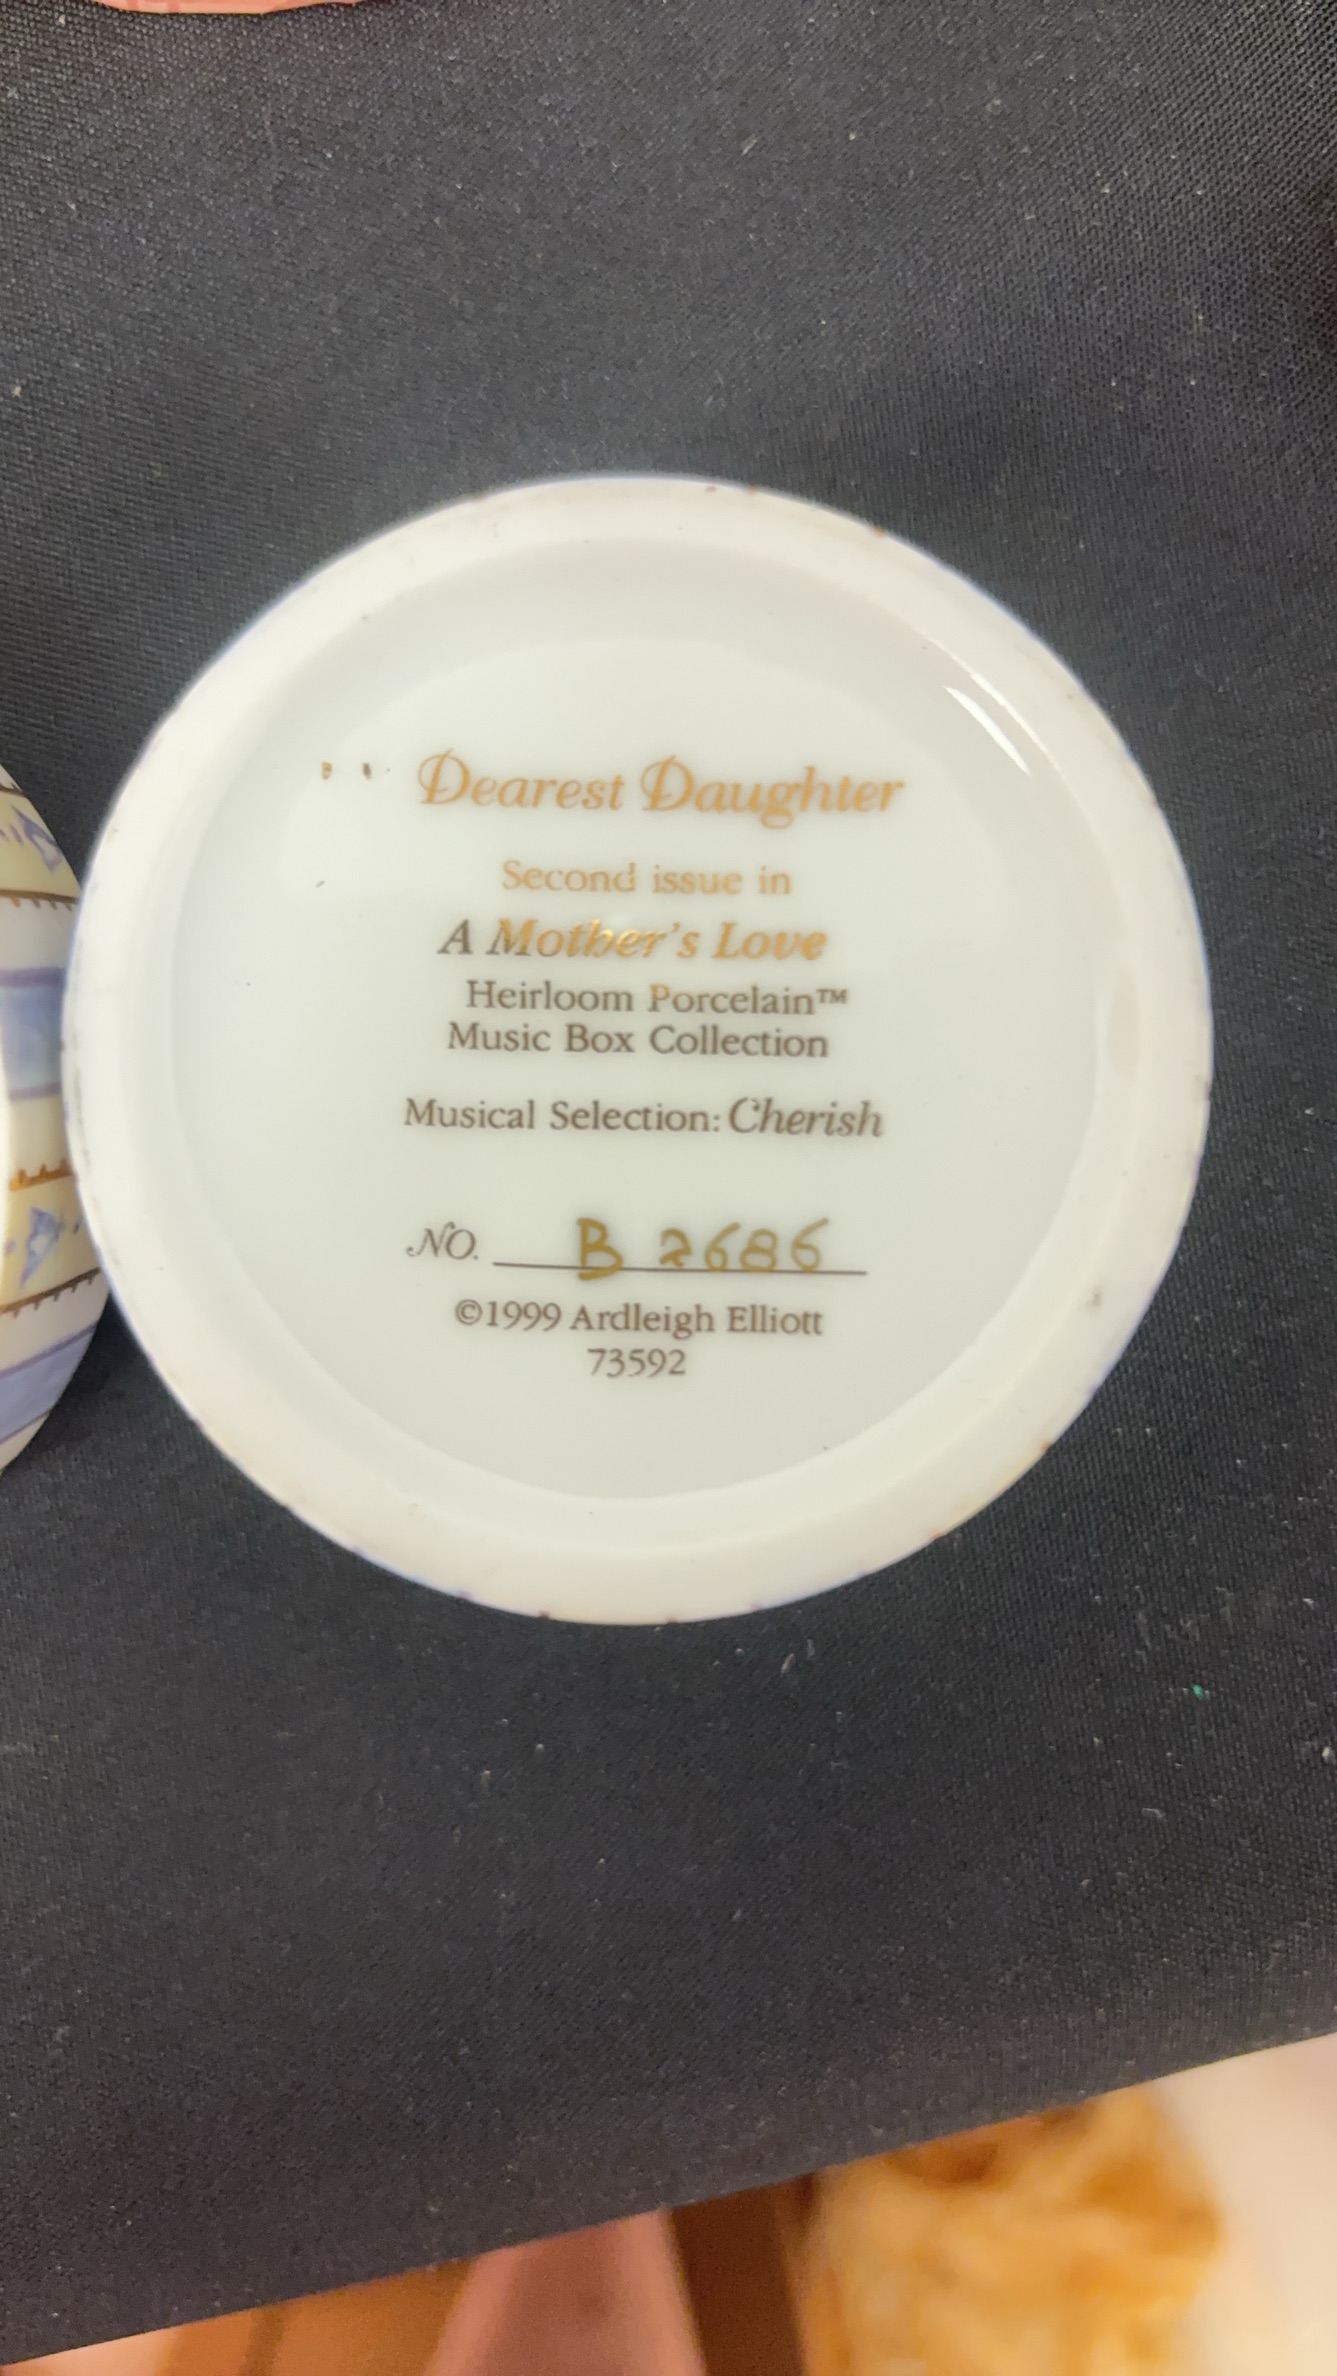 Dearest Daughter
Second issue in
A Mother's Love
Heirloom Porcelain™
Music Box Collection
Musical Selection: Cherish
NO. B 2686
©1999 Ardleigh Elliott
73592